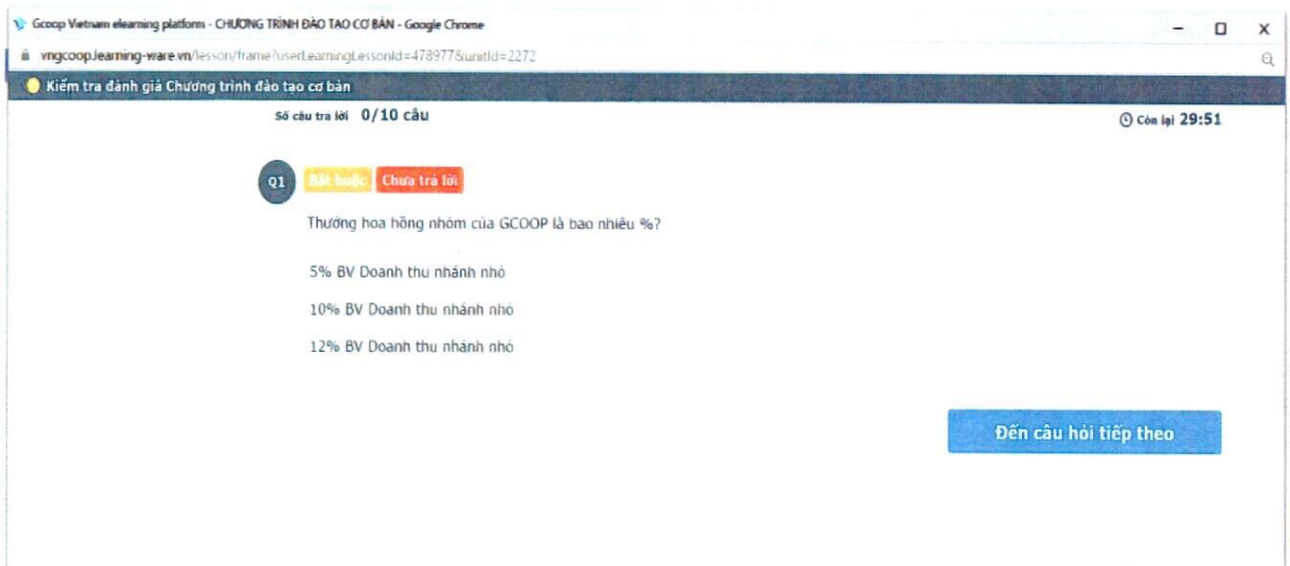 Gcoop Vietnam elearning platform - CHƯƠNG TRÌNH ĐÀO TẠO CƠ BẢN - Google Chrome
vngcoop.learning-ware.vn/lesson/frame?userLearningLessonId=478977&unitId=2272
Kiểm tra đánh giá Chương trình đào tạo cơ bản
Số câu trả lời 0/10 câu
Còn lại 29:51
Q1 Bắt buộc Chưa trả lời
Thưởng hoa hồng nhóm của GCOOP là bao nhiêu %?
5% BV Doanh thu nhánh nhỏ
10% BV Doanh thu nhánh nhỏ
12% BV Doanh thu nhánh nhỏ
Đến câu hỏi tiếp theo